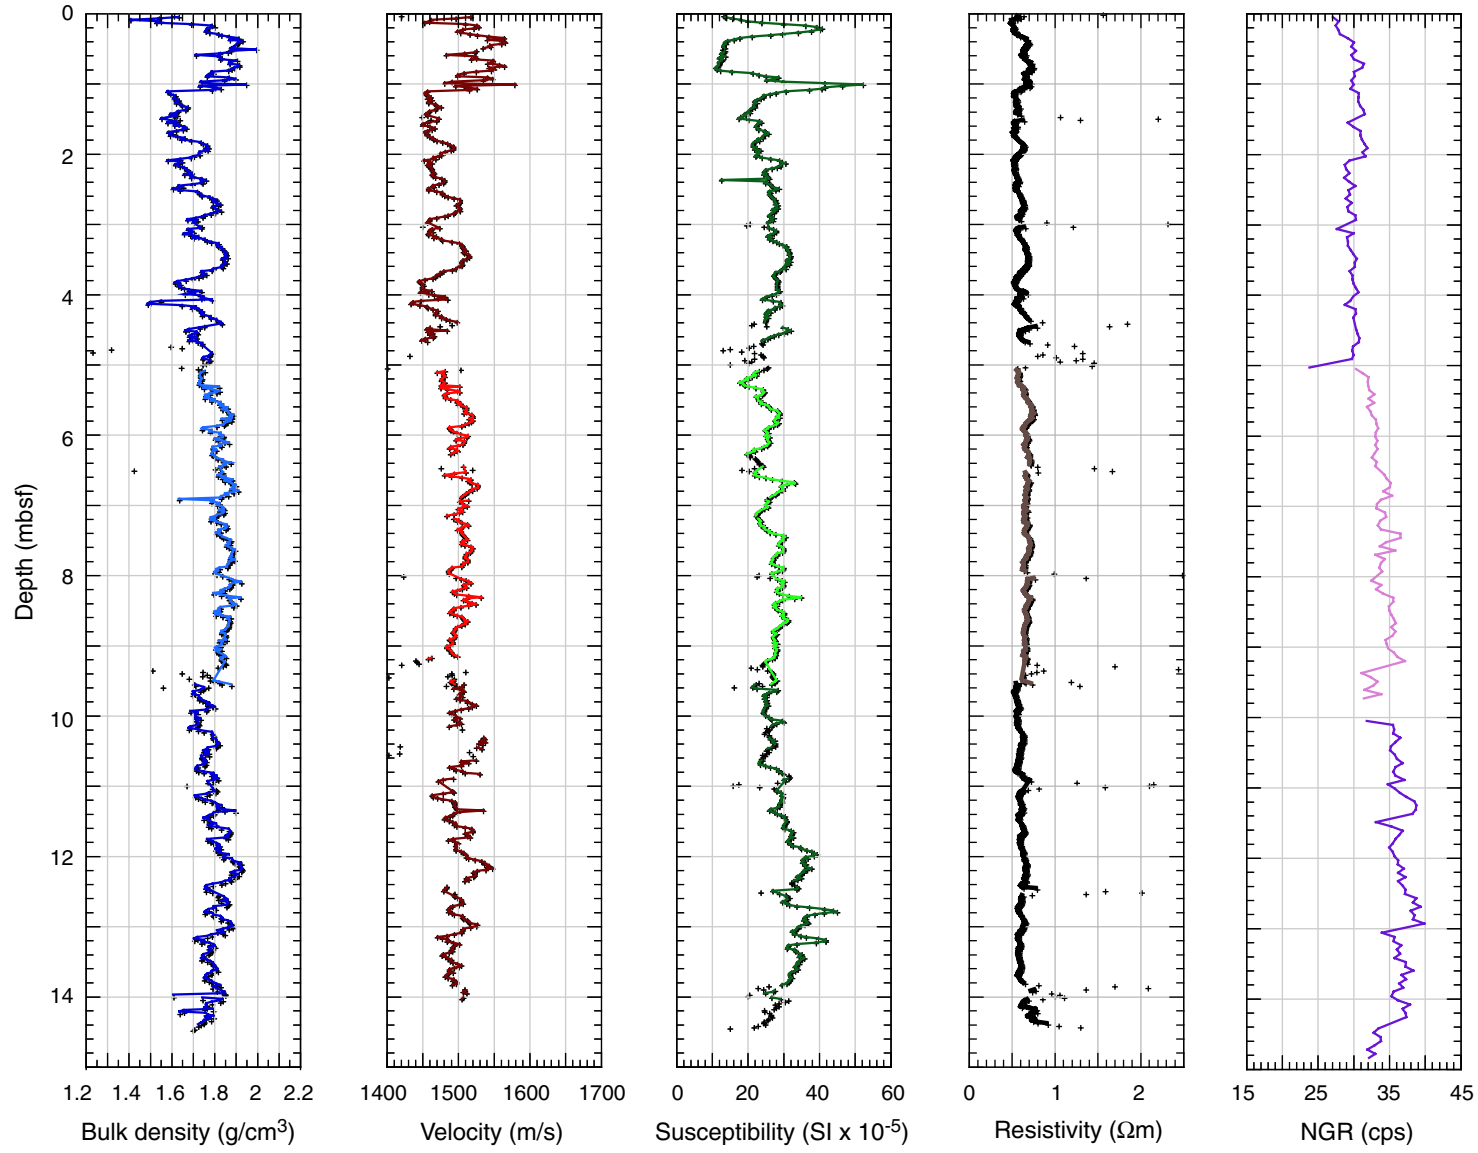 0
2
4
6
8
10
12
14
Depth (mbsf)
1.2 1.4 1.6 1.8 2 2.2
1400 1500 1600 1700
0 20 40 60
0 1 2
15 25 35 45
Bulk density (g/cm³)
Velocity (m/s)
Susceptibility (SI x 10⁻⁵)
Resistivity (Ωm)
NGR (cps)